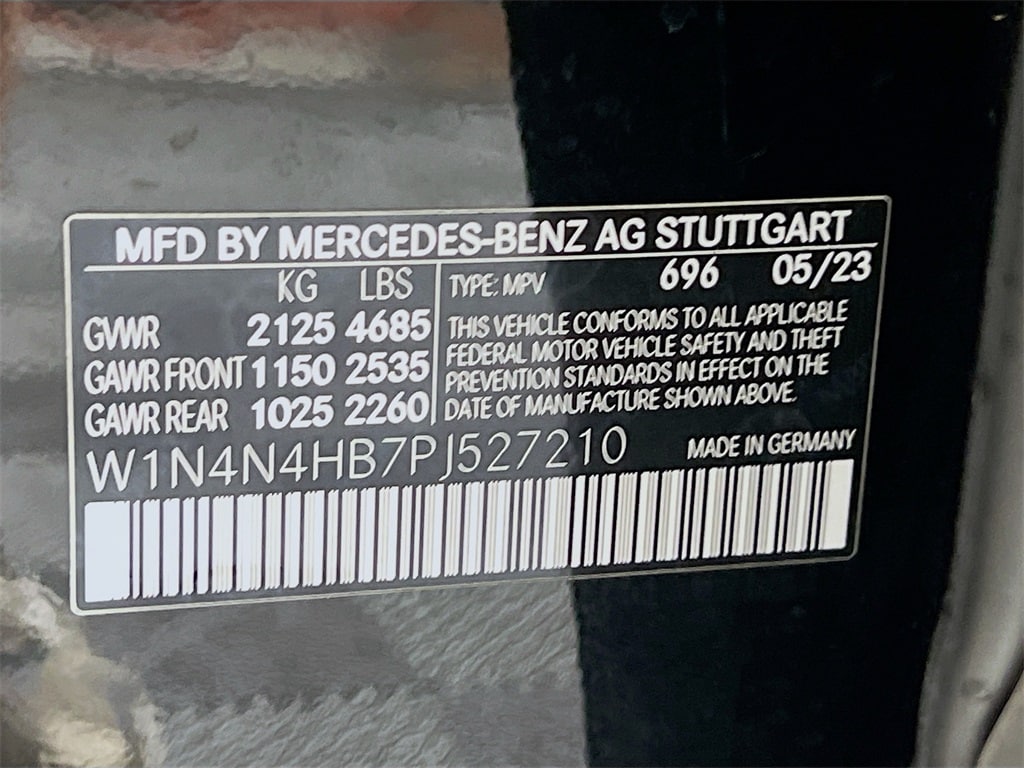 MFD BY MERCEDES-BENZ AG STUTTGART
KG LBS
GVWR 2125 4685
GAWR FRONT 1150 2535
GAWR REAR 1025 2260
TYPE: MPV 696 05/23
THIS VEHICLE CONFORMS TO ALL APPLICABLE
FEDERAL MOTOR VEHICLE SAFETY AND THEFT
PREVENTION STANDARDS IN EFFECT ON THE
DATE OF MANUFACTURE SHOWN ABOVE.
W1N4N4HB7PJ527210 MADE IN GERMANY